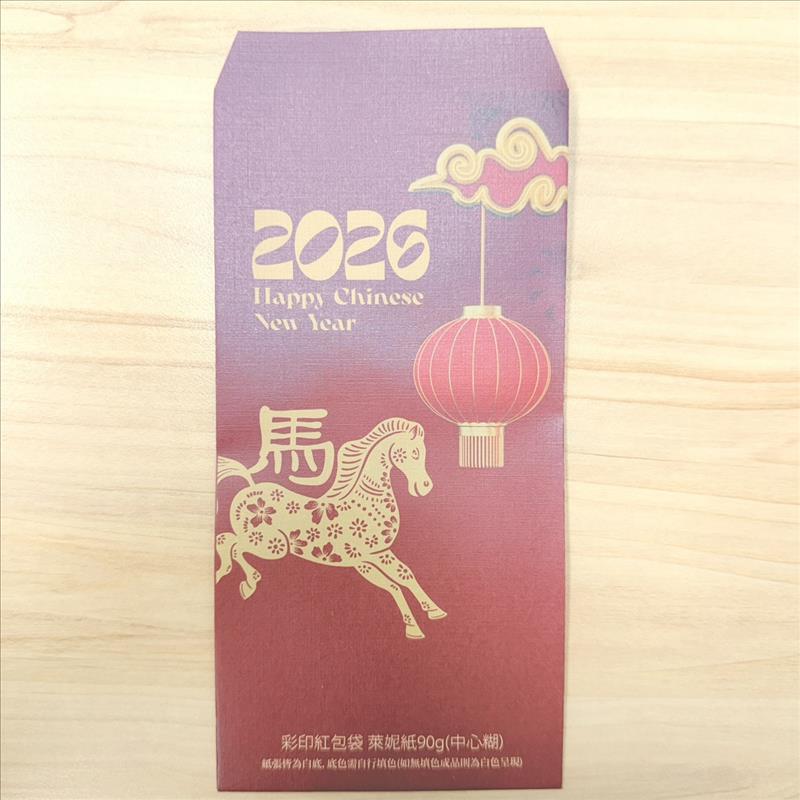 2026
Happy Chinese
New Year
馬
彩印紅包袋 萊妮紙90g(中心糊)
紙張皆為白底, 底色需自行填色(如無填色成品則為白色呈現)